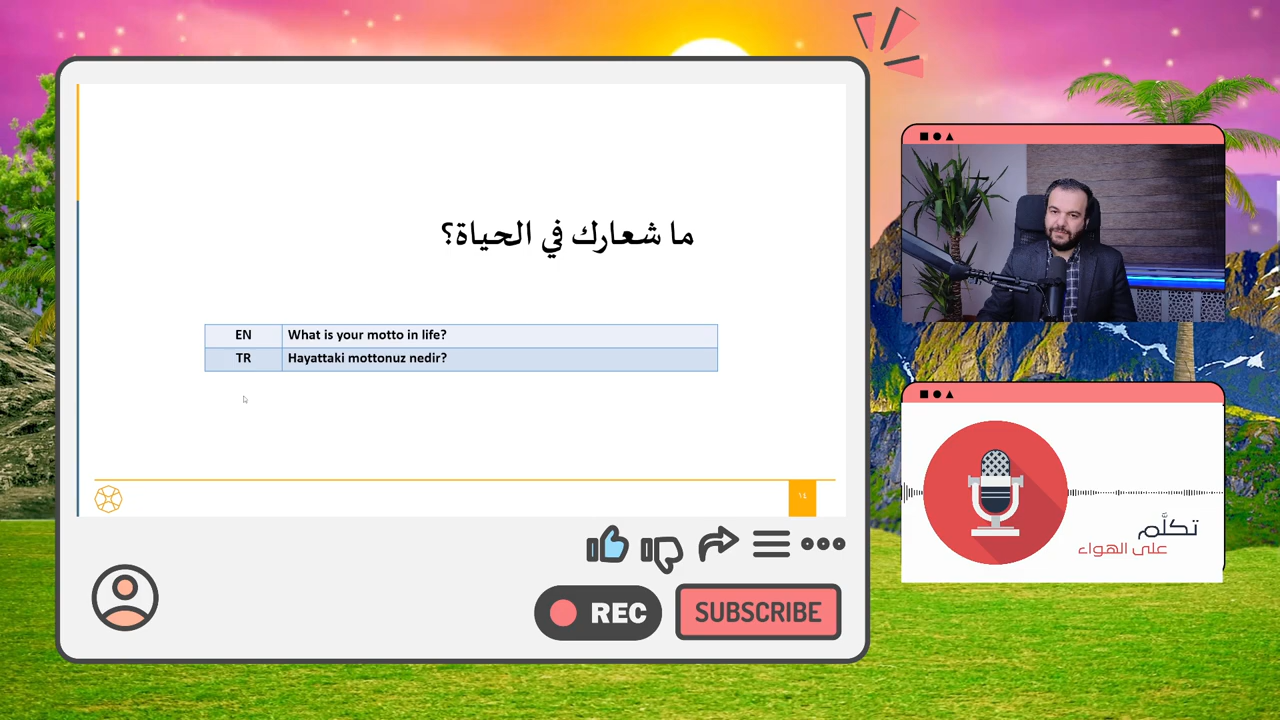 ما شعارك في الحياة؟
EN What is your motto in life?
TR Hayattaki mottonuz nedir?
١٤
REC
SUBSCRIBE
تكلَّم
على الهواء